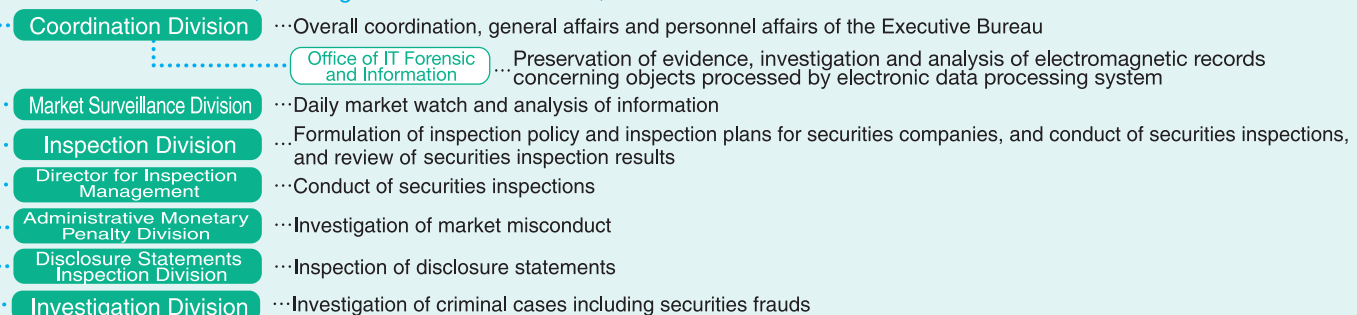 Coordination Division …Overall coordination, general affairs and personnel affairs of the Executive Bureau
Office of IT Forensic and Information …Preservation of evidence, investigation and analysis of electromagnetic records
concerning objects processed by electronic data processing system
Market Surveillance Division …Daily market watch and analysis of information
Inspection Division …Formulation of inspection policy and inspection plans for securities companies, and conduct of securities inspections,
and review of securities inspection results
Director for Inspection
Management …Conduct of securities inspections
Administrative Monetary
Penalty Division …Investigation of market misconduct
Disclosure Statements
Inspection Division …Inspection of disclosure statements
Investigation Division …Investigation of criminal cases including securities frauds